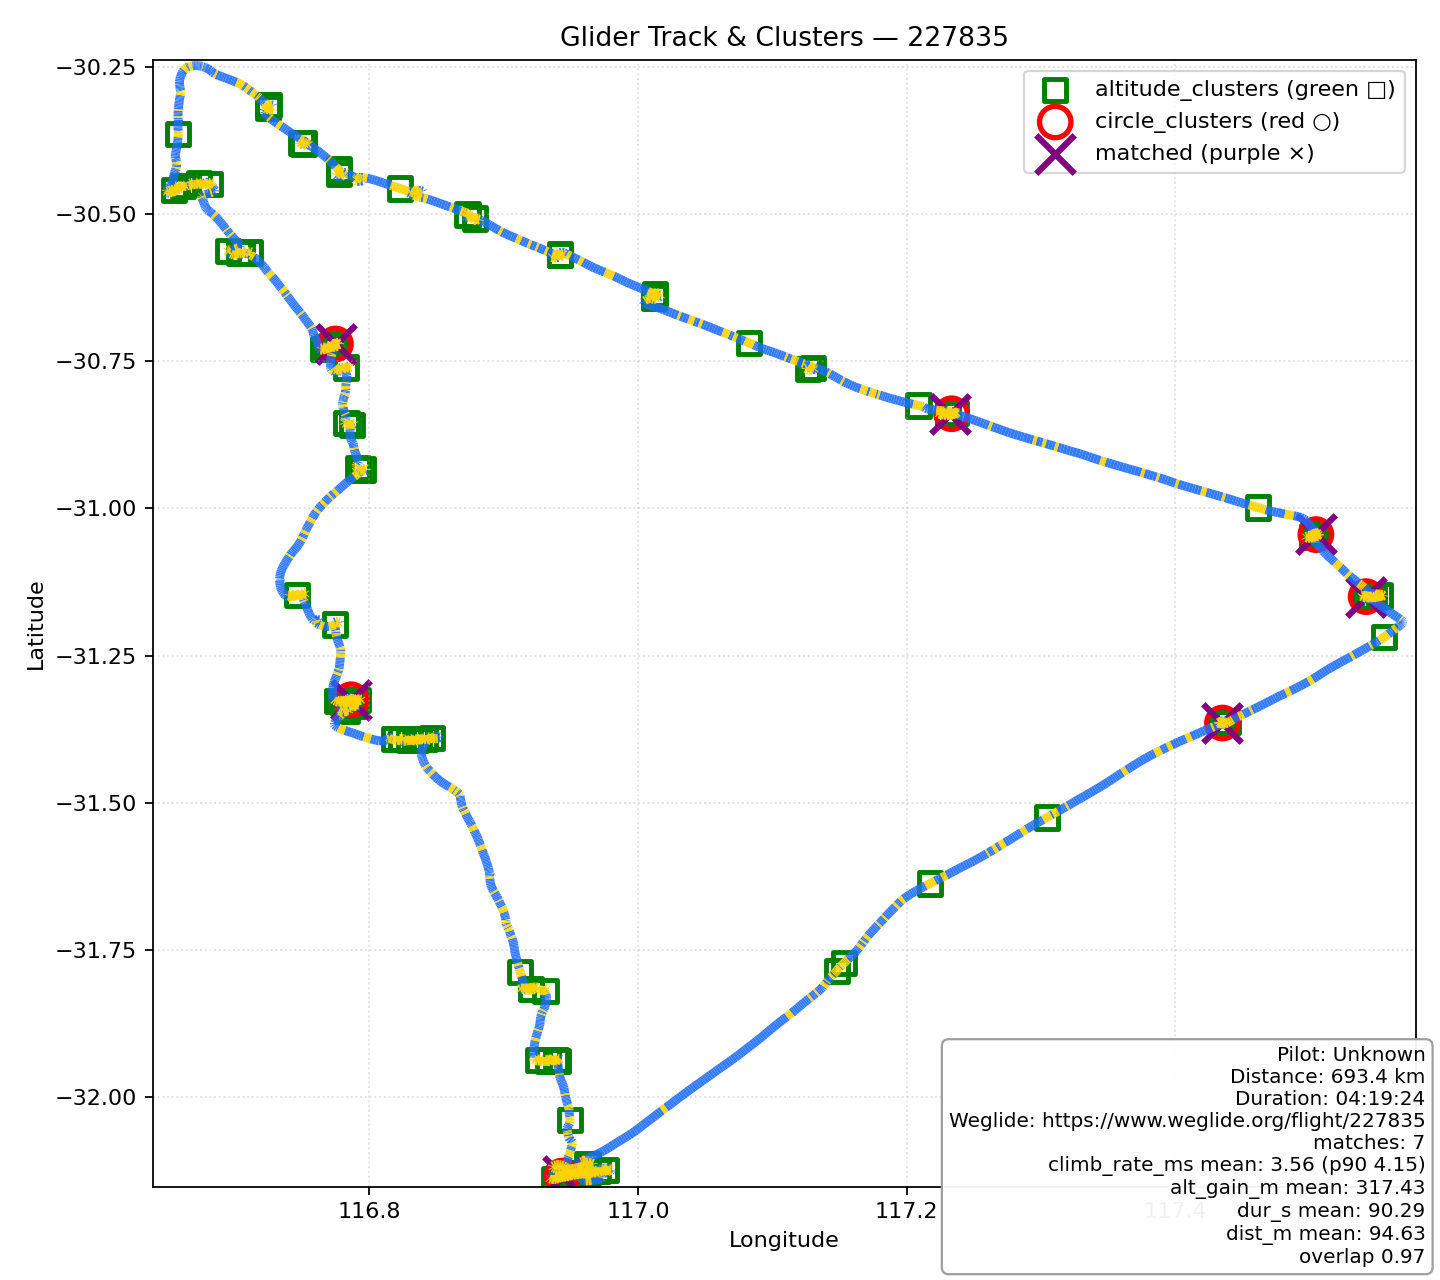 Glider Track & Clusters — 227835
altitude_clusters (green □)
circle_clusters (red ○)
matched (purple ×)
Latitude
−30.25
−30.50
−30.75
−31.00
−31.25
−31.50
−31.75
−32.00
116.8
117.0
117.2
117.4
Longitude
Pilot: Unknown
Distance: 693.4 km
Duration: 04:19:24
Weglide: https://www.weglide.org/flight/227835
matches: 7
climb_rate_ms mean: 3.56 (p90 4.15)
alt_gain_m mean: 317.43
dur_s mean: 90.29
dist_m mean: 94.63
overlap 0.97